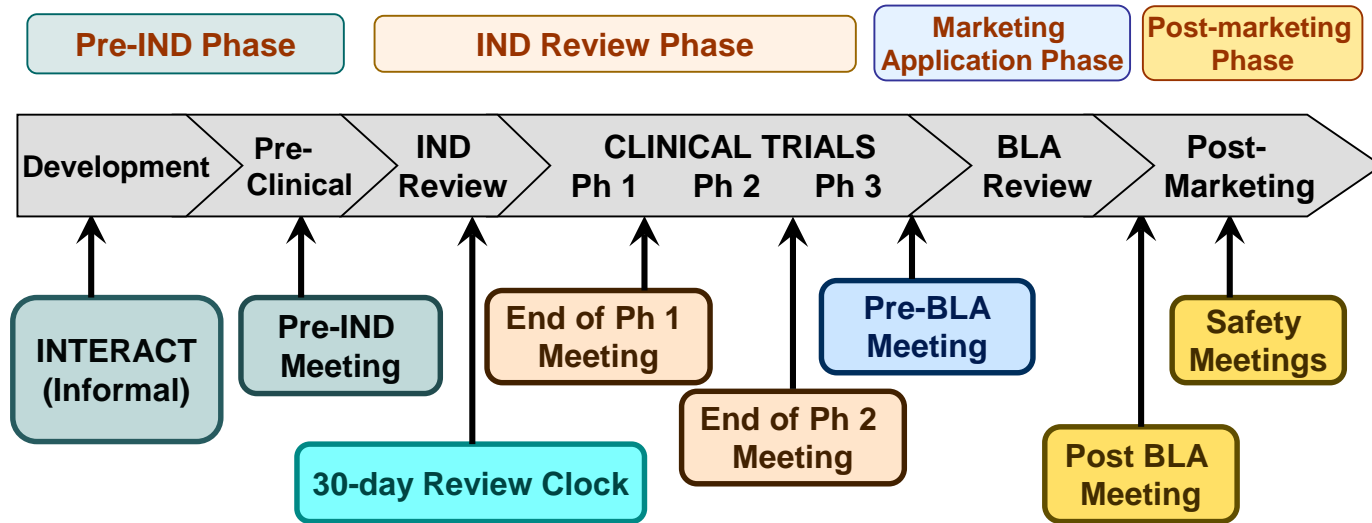 Pre-IND Phase
IND Review Phase
Marketing
Application Phase
Post-marketing
Phase
Development
Pre-
Clinical
IND
Review
CLINICAL TRIALS
Ph 1 Ph 2 Ph 3
BLA
Review
Post-
Marketing
INTERACT
(Informal)
Pre-IND
Meeting
30-day Review Clock
End of Ph 1
Meeting
End of Ph 2
Meeting
Pre-BLA
Meeting
Post BLA
Meeting
Safety
Meetings